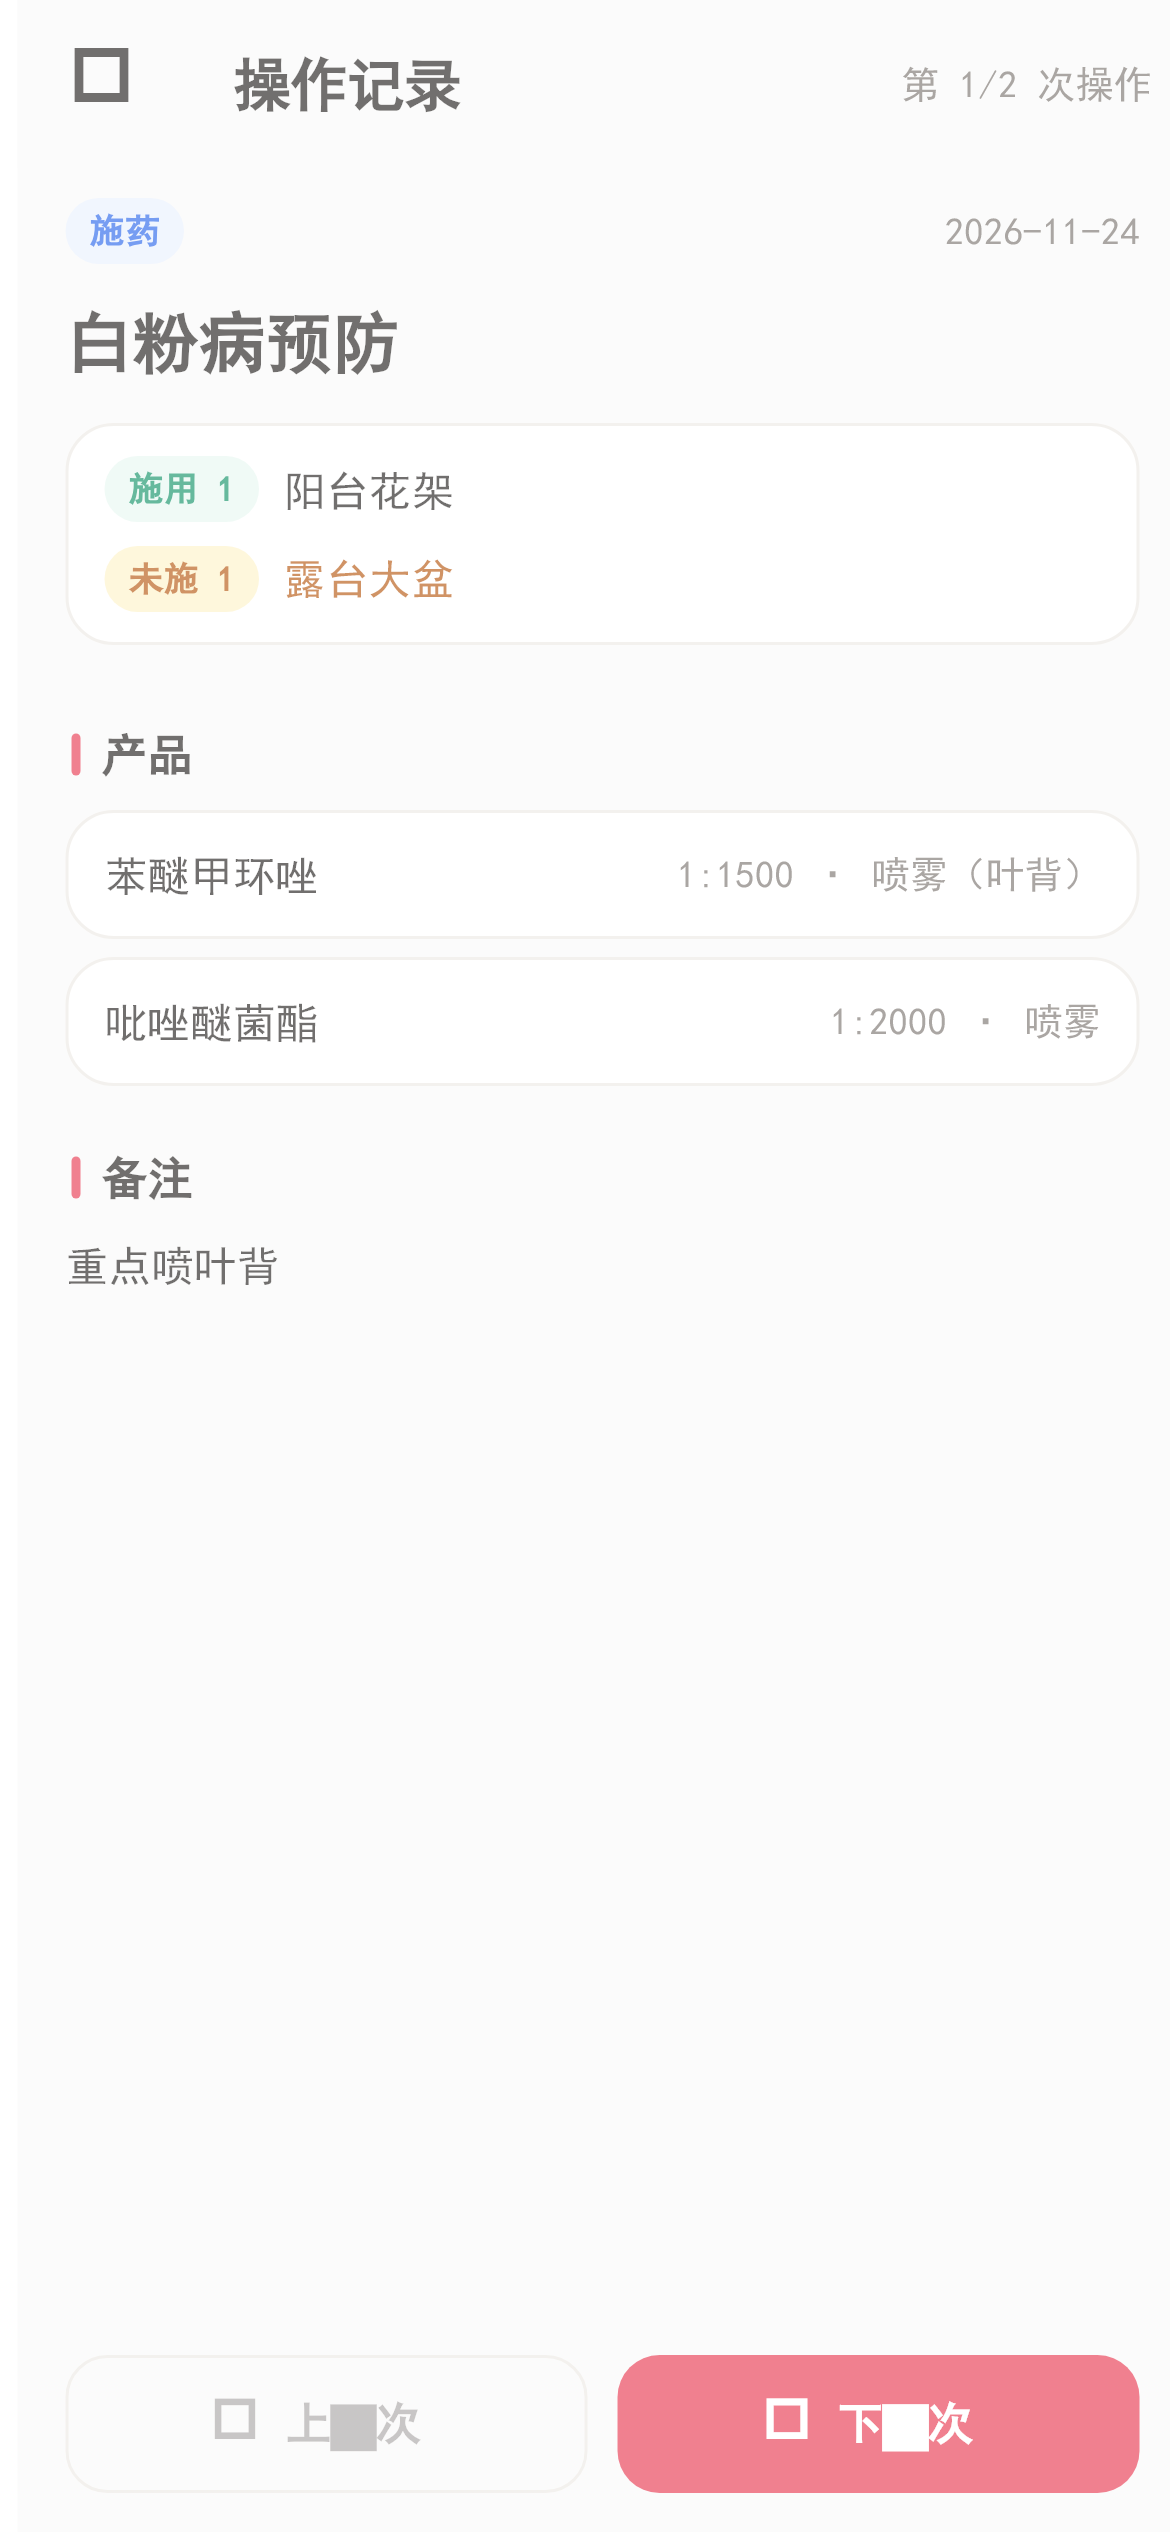 操作记录
第 1/2 次操作
施药
2026-11-24
白粉病预防
施用 1 阳台花架
未施 1 露台大盆
产品
苯醚甲环唑 1:1500 · 喷雾（叶背）
吡唑醚菌酯 1:2000 · 喷雾
备注
重点喷叶背
上 次
下 次